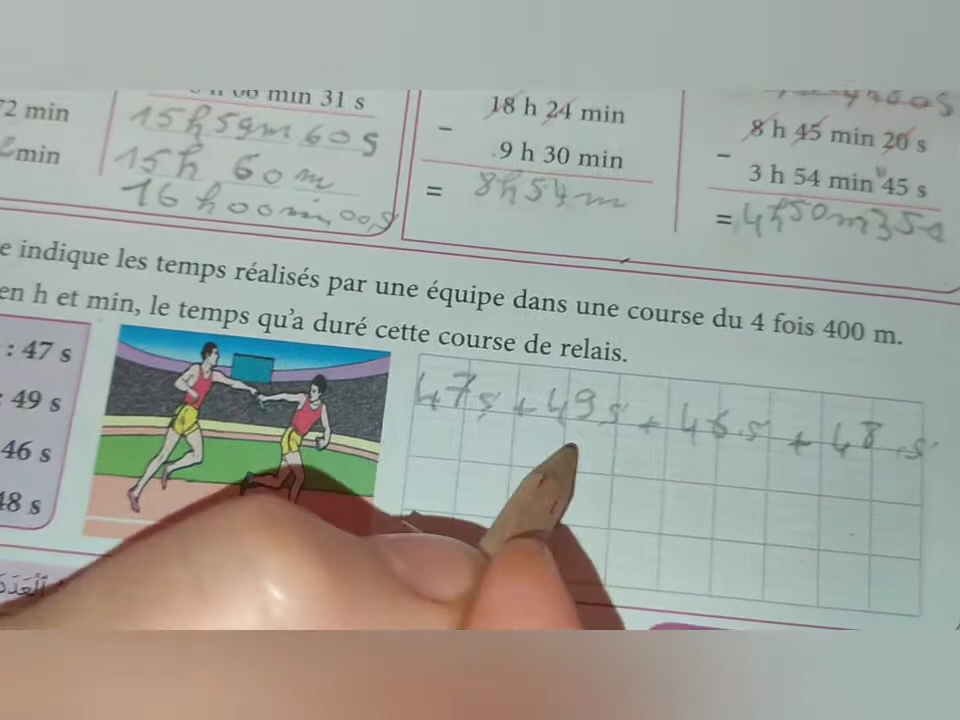 72 min
min
min 31 s
15h59m60s
15h 60m
16h00min00s
18 h 24 min
- 9 h 30 min
= 8h54m
8 h 45 min 20 s
- 3 h 54 min 45 s
= 4h50m35s
e indique les temps réalisés par une équipe dans une course du 4 fois 400 m.
en h et min, le temps qu'a duré cette course de relais.
: 47 s
: 49 s
46 s
48 s
47s + 49s + 46s + 48s